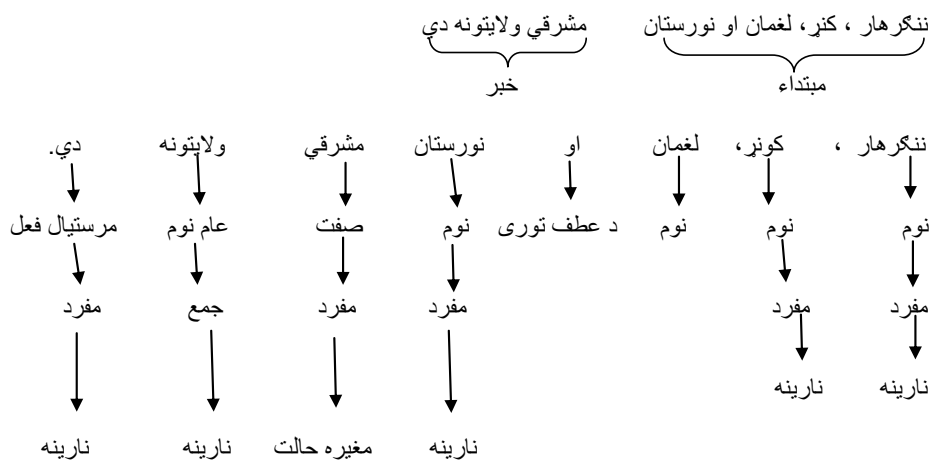 ننګرهار ، کنړ، لغمان او نورستان مشرقي ولایتونه دي
مبتداء خبر
ننګرهار ، کونړ، لغمان او نورستان مشرقي ولایتونه دي.
نوم نوم نوم د عطف توری نوم صفت عام نوم مرستیال فعل
مفرد مفرد مفرد مفرد جمع مفرد
نارینه نارینه
نارینه مغیره حالت نارینه نارینه